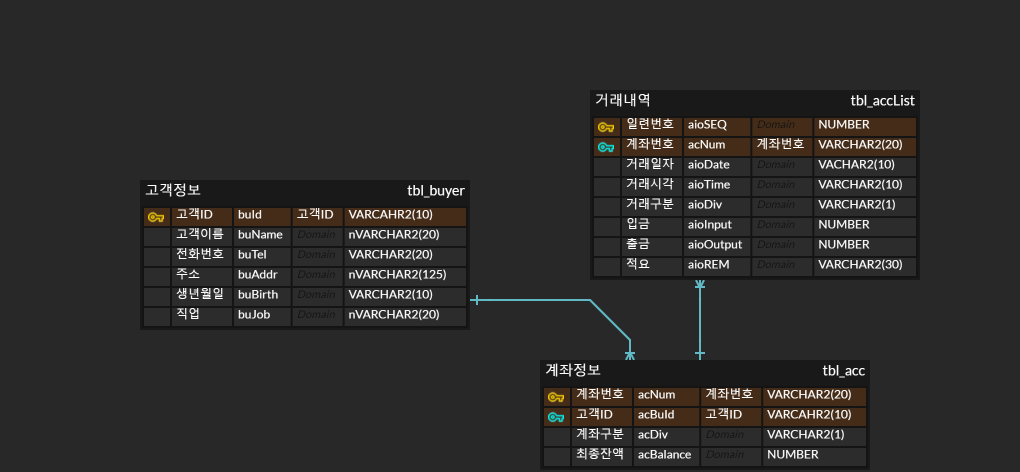 고객정보 tbl_buyer
고객ID buId 고객ID VARCAHR2(10)
고객이름 buName Domain nVARCHAR2(20)
전화번호 buTel Domain VARCHAR2(20)
주소 buAddr Domain nVARCHAR2(125)
생년월일 buBirth Domain VARCHAR2(10)
직업 buJob Domain nVARCHAR2(20)
거래내역 tbl_accList
일련번호 aioSEQ Domain NUMBER
계좌번호 acNum 계좌번호 VARCHAR2(20)
거래일자 aioDate Domain VACHAR2(10)
거래시각 aioTime Domain VARCHAR2(10)
거래구분 aioDiv Domain VARCHAR2(1)
입금 aioInput Domain NUMBER
출금 aioOutput Domain NUMBER
적요 aioREM Domain VARCHAR2(30)
계좌정보 tbl_acc
계좌번호 acNum 계좌번호 VARCHAR2(20)
고객ID acBuId 고객ID VARCAHR2(10)
계좌구분 acDiv Domain VARCHAR2(1)
최종잔액 acBalance Domain NUMBER